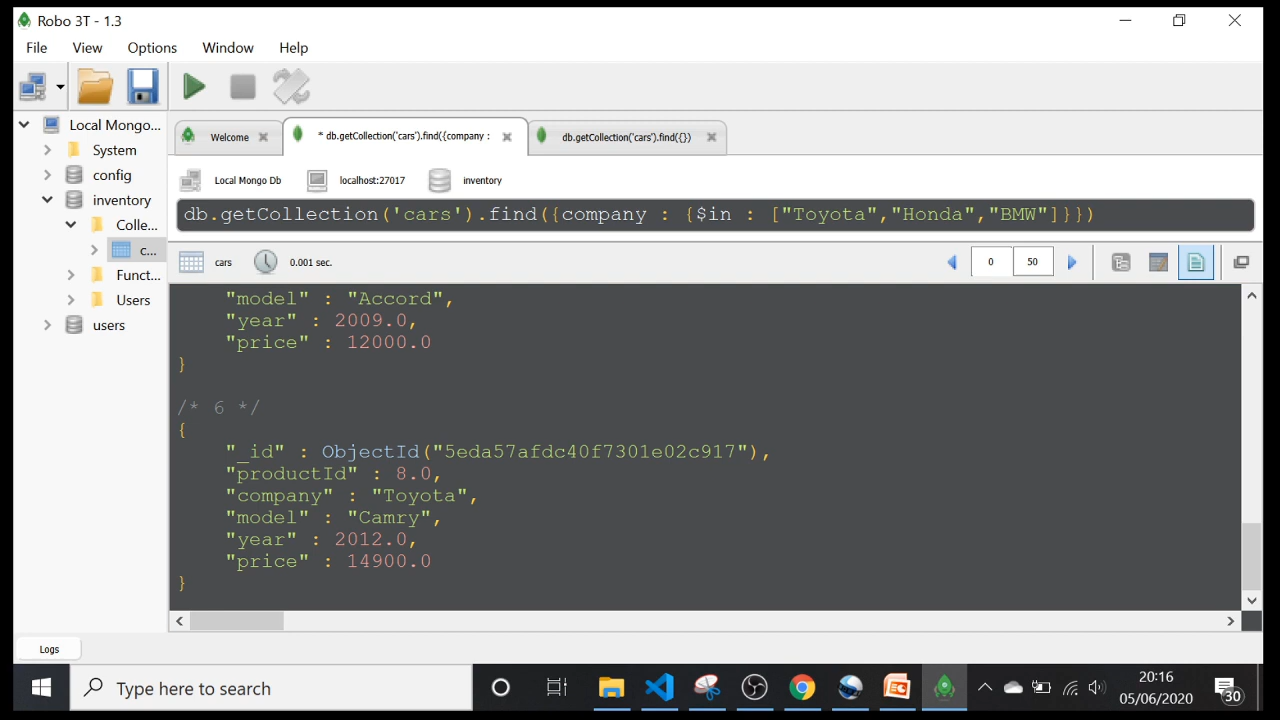 Robo 3T - 1.3
File View Options Window Help
Local Mongo...
System
config
inventory
Colle...
c...
Funct...
Users
users
Welcome
* db.getCollection('cars').find({company :
db.getCollection('cars').find({})
Local Mongo Db localhost:27017 inventory
db.getCollection('cars').find({company : {$in : ["Toyota","Honda","BMW"]}})
cars 0.001 sec. 0 50
"model" : "Accord",
"year" : 2009.0,
"price" : 12000.0
}
/* 6 */
{
"_id" : ObjectId("5eda57afdc40f7301e02c917"),
"productId" : 8.0,
"company" : "Toyota",
"model" : "Camry",
"year" : 2012.0,
"price" : 14900.0
}
Logs
Type here to search
20:16
05/06/2020
30